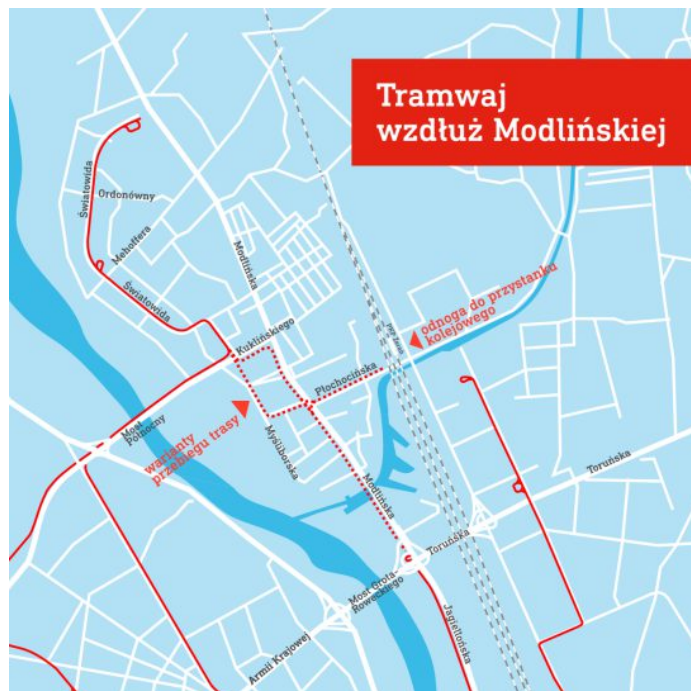 Tramwaj
wzdłuż Modlińskiej
Światowida
Ordonówny
Mehoffera
Światowida
Modlińska
Kuklińskiego
odnoga do przystanku
kolejowego
Płochocińska
warianty
przebiegu trasy
Myśliborska
Most
Północny
Modlińska
Toruńska
Toruńska
Most Grota-
Roweckiego
Armii Krajowej
Jagiellońska